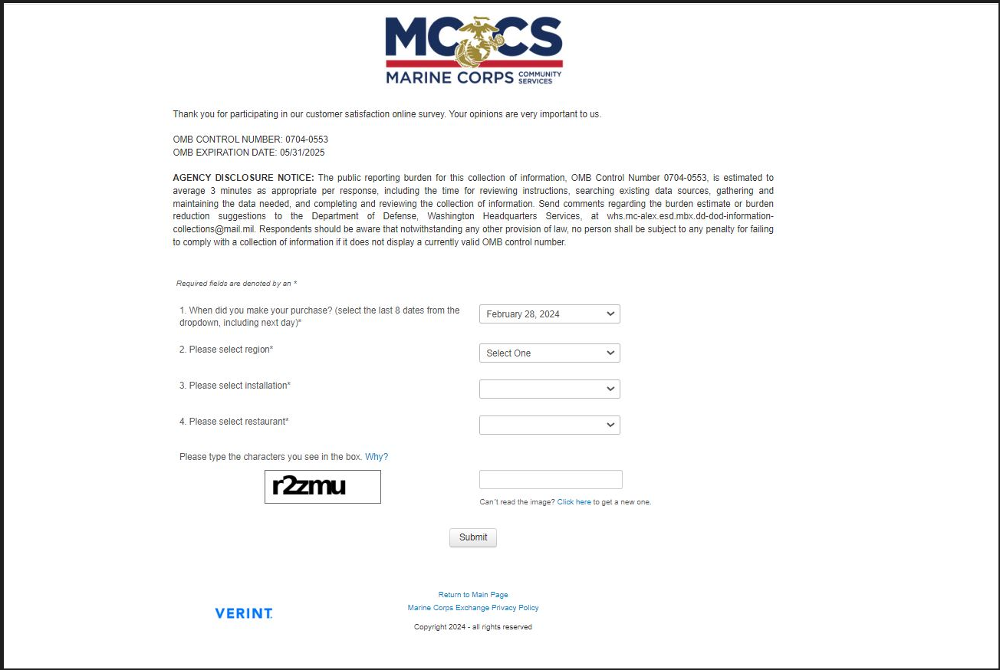 MCCS
MARINE CORPS COMMUNITY SERVICES
Thank you for participating in our customer satisfaction online survey. Your opinions are very important to us.
OMB CONTROL NUMBER: 0704-0553
OMB EXPIRATION DATE: 05/31/2025
AGENCY DISCLOSURE NOTICE: The public reporting burden for this collection of information, OMB Control Number 0704-0553, is estimated to
average 3 minutes as appropriate per response, including the time for reviewing instructions, searching existing data sources, gathering and
maintaining the data needed, and completing and reviewing the collection of information. Send comments regarding the burden estimate or burden
reduction suggestions to the Department of Defense, Washington Headquarters Services, at whs.mc-alex.esd.mbx.dd-dod-information-
collections@mail.mil. Respondents should be aware that notwithstanding any other provision of law, no person shall be subject to any penalty for failing
to comply with a collection of information if it does not display a currently valid OMB control number.
Required fields are denoted by an *
1. When did you make your purchase? (select the last 8 dates from the
dropdown, including next day)*
February 28, 2024
2. Please select region*
Select One
3. Please select installation*
4. Please select restaurant*
Please type the characters you see in the box. Why?
r2zmu
Can't read the image? Click here to get a new one.
Submit
Return to Main Page
VERINT.
Marine Corps Exchange Privacy Policy
Copyright 2024 - all rights reserved